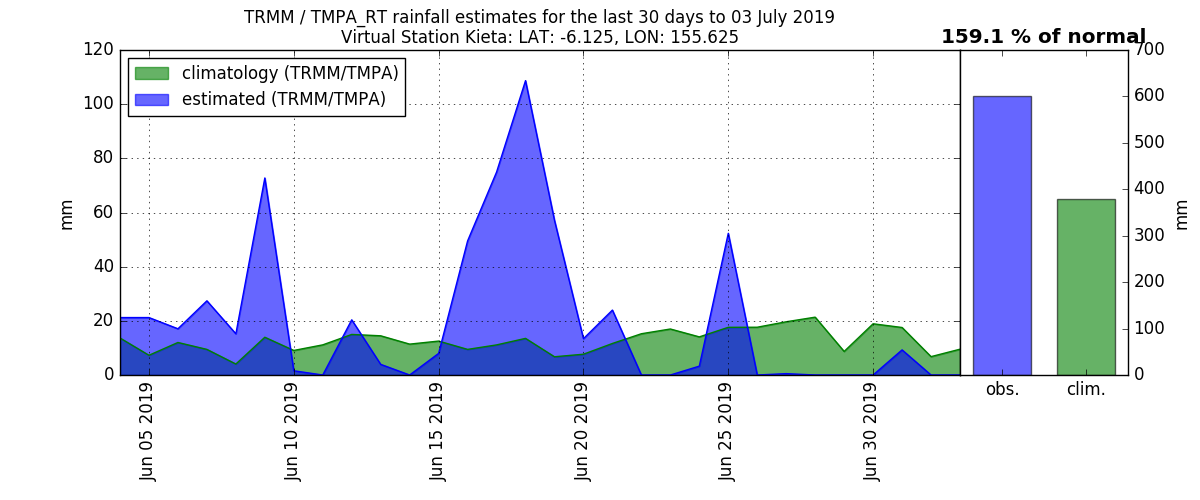 TRMM / TMPA_RT rainfall estimates for the last 30 days to 03 July 2019
Virtual Station Kieta: LAT: -6.125, LON: 155.625
159.1 % of normal
climatology (TRMM/TMPA)
estimated (TRMM/TMPA)
120
100
80
60
40
20
0
mm
Jun 05 2019
Jun 10 2019
Jun 15 2019
Jun 20 2019
Jun 25 2019
Jun 30 2019
700
600
500
400
300
200
100
0
mm
obs.
clim.